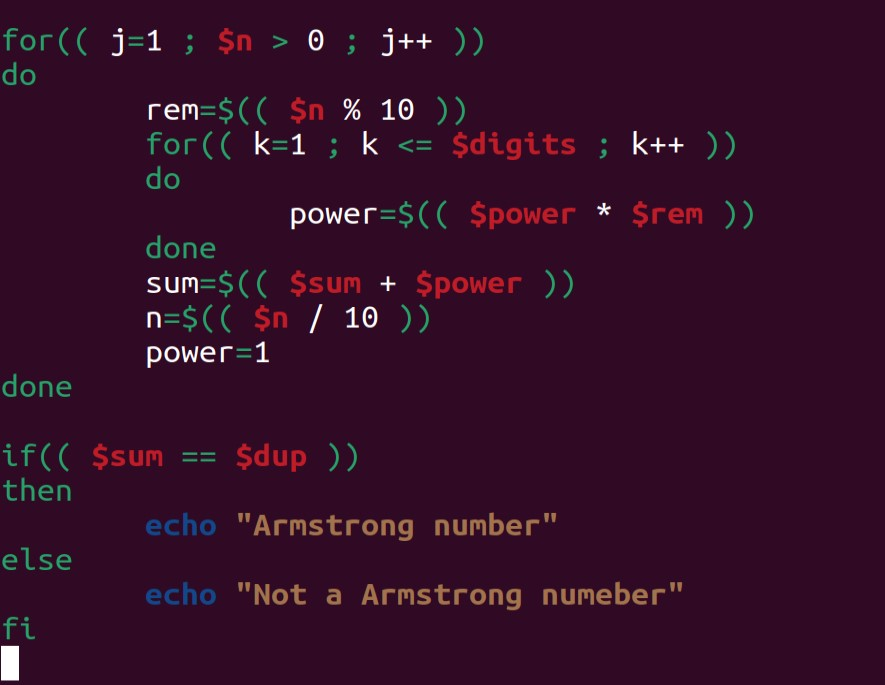 for(( j=1 ; $n > 0 ; j++ ))
do
        rem=$(( $n % 10 ))
        for(( k=1 ; k <= $digits ; k++ ))
        do
                power=$(( $power * $rem ))
        done
        sum=$(( $sum + $power ))
        n=$(( $n / 10 ))
        power=1
done
if(( $sum == $dup ))
then
        echo "Armstrong number"
else
        echo "Not a Armstrong numeber"
fi